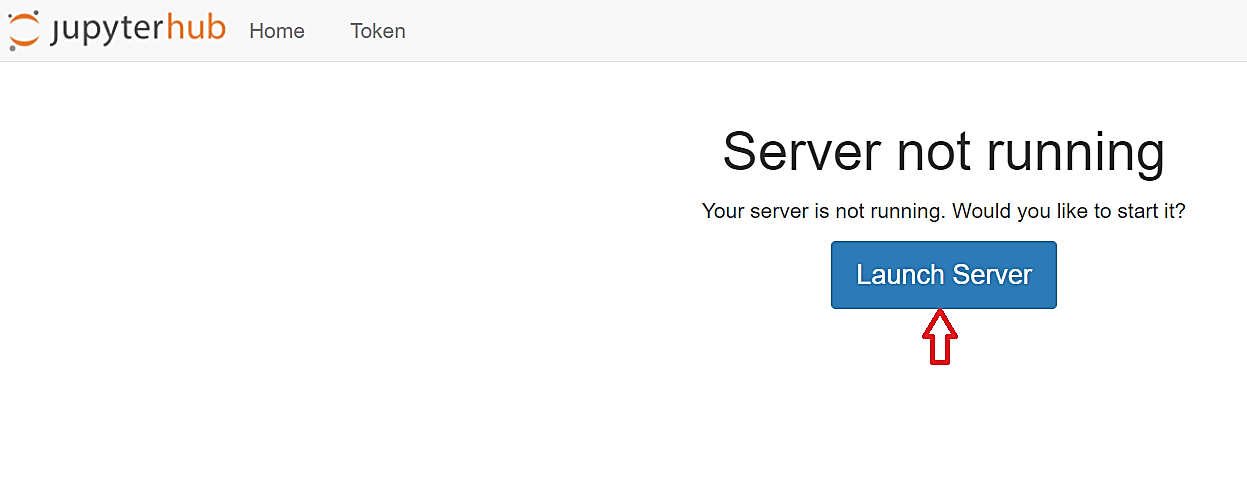 jupyterhub Home Token
Server not running
Your server is not running. Would you like to start it?
Launch Server